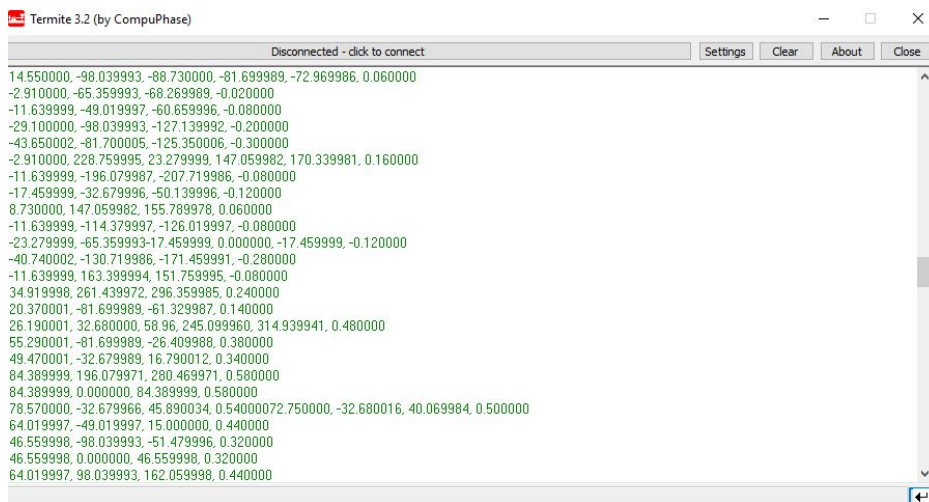 Termite 3.2 (by CompuPhase)
Disconnected - click to connect Settings Clear About Close
14.550000, -98.039993, -88.730000, -81.699989, -72.969986, 0.060000
-2.910000, -65.359993, -68.269989, -0.020000
-11.639999, -49.019997, -60.659996, -0.080000
-29.100000, -98.039993, -127.139992, -0.200000
-43.650002, -81.700005, -125.350006, -0.300000
-2.910000, 228.759995, 23.279999, 147.059982, 170.339981, 0.160000
-11.639999, -196.079987, -207.719986, -0.080000
-17.459999, -32.679996, -50.139996, -0.120000
8.730000, 147.059982, 155.789978, 0.060000
-11.639999, -114.379997, -126.019997, -0.080000
-23.279999, -65.359993-17.459999, 0.000000, -17.459999, -0.120000
-40.740002, -130.719986, -171.459991, -0.280000
-11.639999, 163.399994, 151.759995, -0.080000
34.919998, 261.439972, 296.359985, 0.240000
20.370001, -81.699989, -61.329987, 0.140000
26.190001, 32.680000, 58.96, 245.099960, 314.939941, 0.480000
55.290001, -81.699989, -26.409988, 0.380000
49.470001, -32.679989, 16.790012, 0.340000
84.389999, 196.079971, 280.469971, 0.580000
84.389999, 0.000000, 84.389999, 0.580000
78.570000, -32.679966, 45.890034, 0.54000072.750000, -32.680016, 40.069984, 0.500000
64.019997, -49.019997, 15.000000, 0.440000
46.559998, -98.039993, -51.479996, 0.320000
46.559998, 0.000000, 46.559998, 0.320000
64.019997, 98.039993, 162.059998, 0.440000